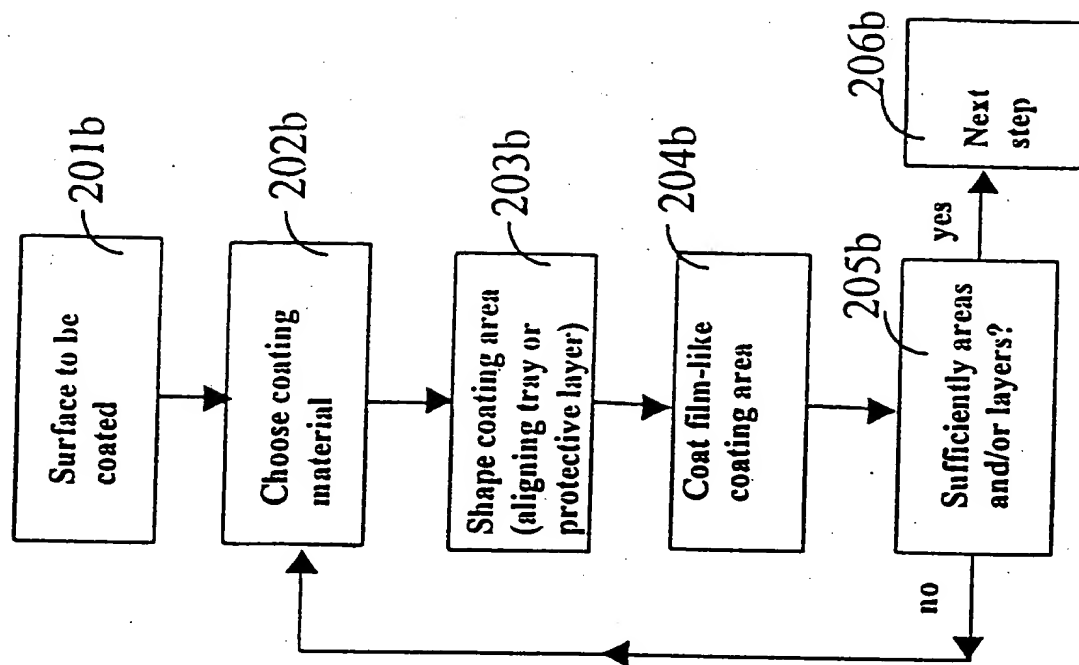 201b
Surface to be
coated
202b
Choose coating
material
203b
Shape coating area
(aligning tray or
protective layer)
204b
Coat film-like
coating area
205b
Sufficiently areas
and/or layers?
no
yes
206b
Next
step